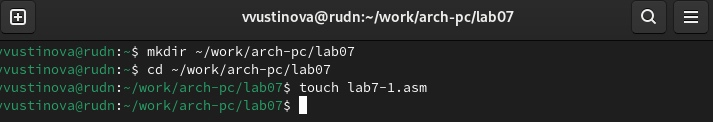 vvustinova@rudn:~/work/arch-pc/lab07
vvustinova@rudn:~$ mkdir ~/work/arch-pc/lab07
vvustinova@rudn:~$ cd ~/work/arch-pc/lab07
vvustinova@rudn:~/work/arch-pc/lab07$ touch lab7-1.asm
vvustinova@rudn:~/work/arch-pc/lab07$